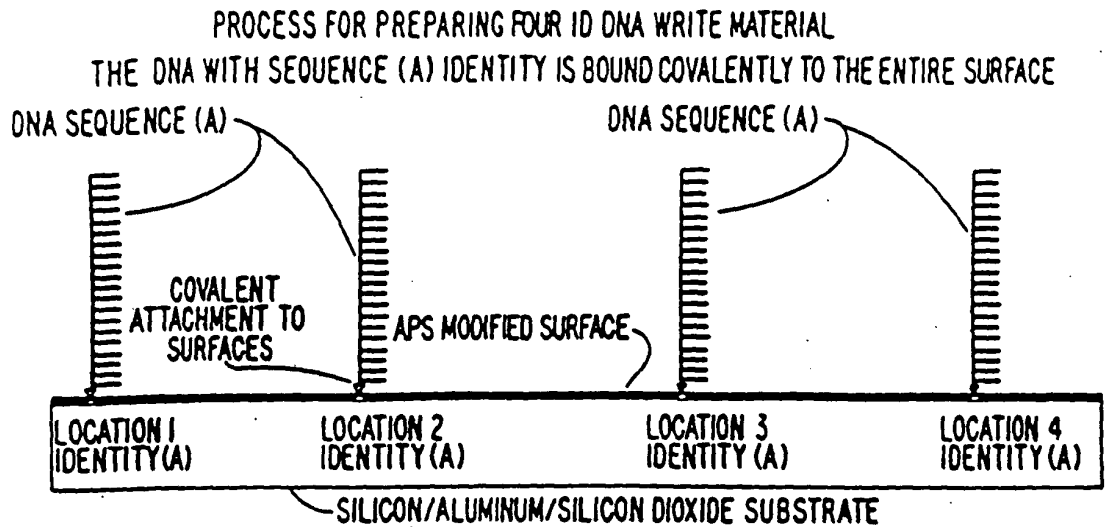 PROCESS FOR PREPARING FOUR ID DNA WRITE MATERIAL
THE DNA WITH SEQUENCE (A) IDENTITY IS BOUND COVALENTLY TO THE ENTIRE SURFACE
DNA SEQUENCE (A)
DNA SEQUENCE (A)
COVALENT
ATTACHMENT TO
SURFACES
APS MODIFIED SURFACE
LOCATION 1
IDENTITY (A)
LOCATION 2
IDENTITY (A)
LOCATION 3
IDENTITY (A)
LOCATION 4
IDENTITY (A)
SILICON/ALUMINUM/SILICON DIOXIDE SUBSTRATE